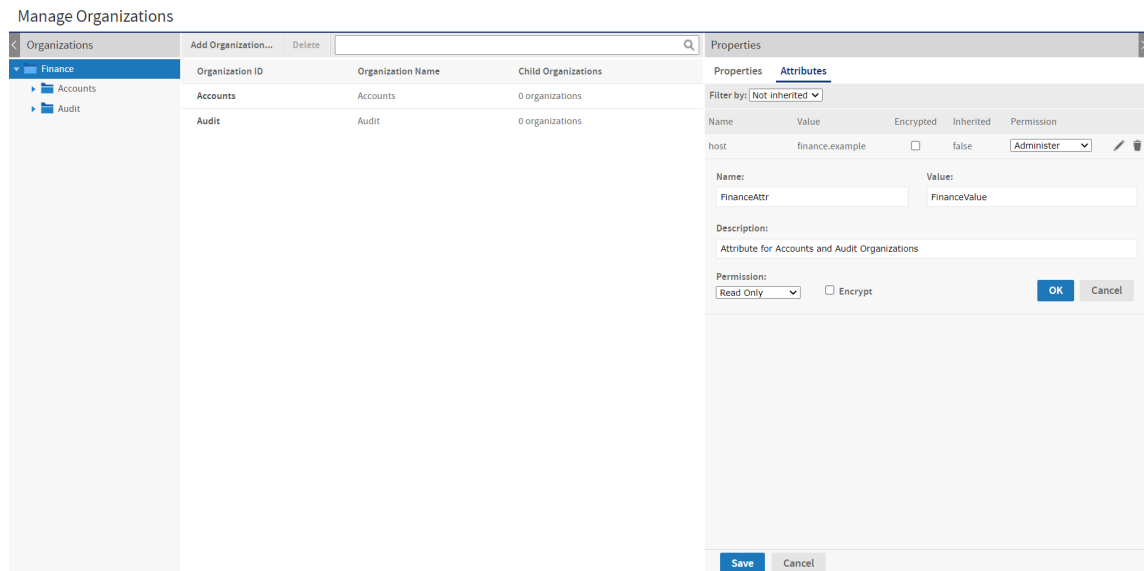 Manage Organizations
Organizations
Add Organization...
Delete
Properties
Finance
Accounts
Audit
Organization ID
Organization Name
Child Organizations
Accounts
Accounts
0 organizations
Audit
Audit
0 organizations
Properties
Attributes
Filter by: Not inherited
Name Value Encrypted Inherited Permission
host finance.example false Administer
Name: Value:
FinanceAttr FinanceValue
Description:
Attribute for Accounts and Audit Organizations
Permission:
Read Only Encrypt OK Cancel
Save Cancel